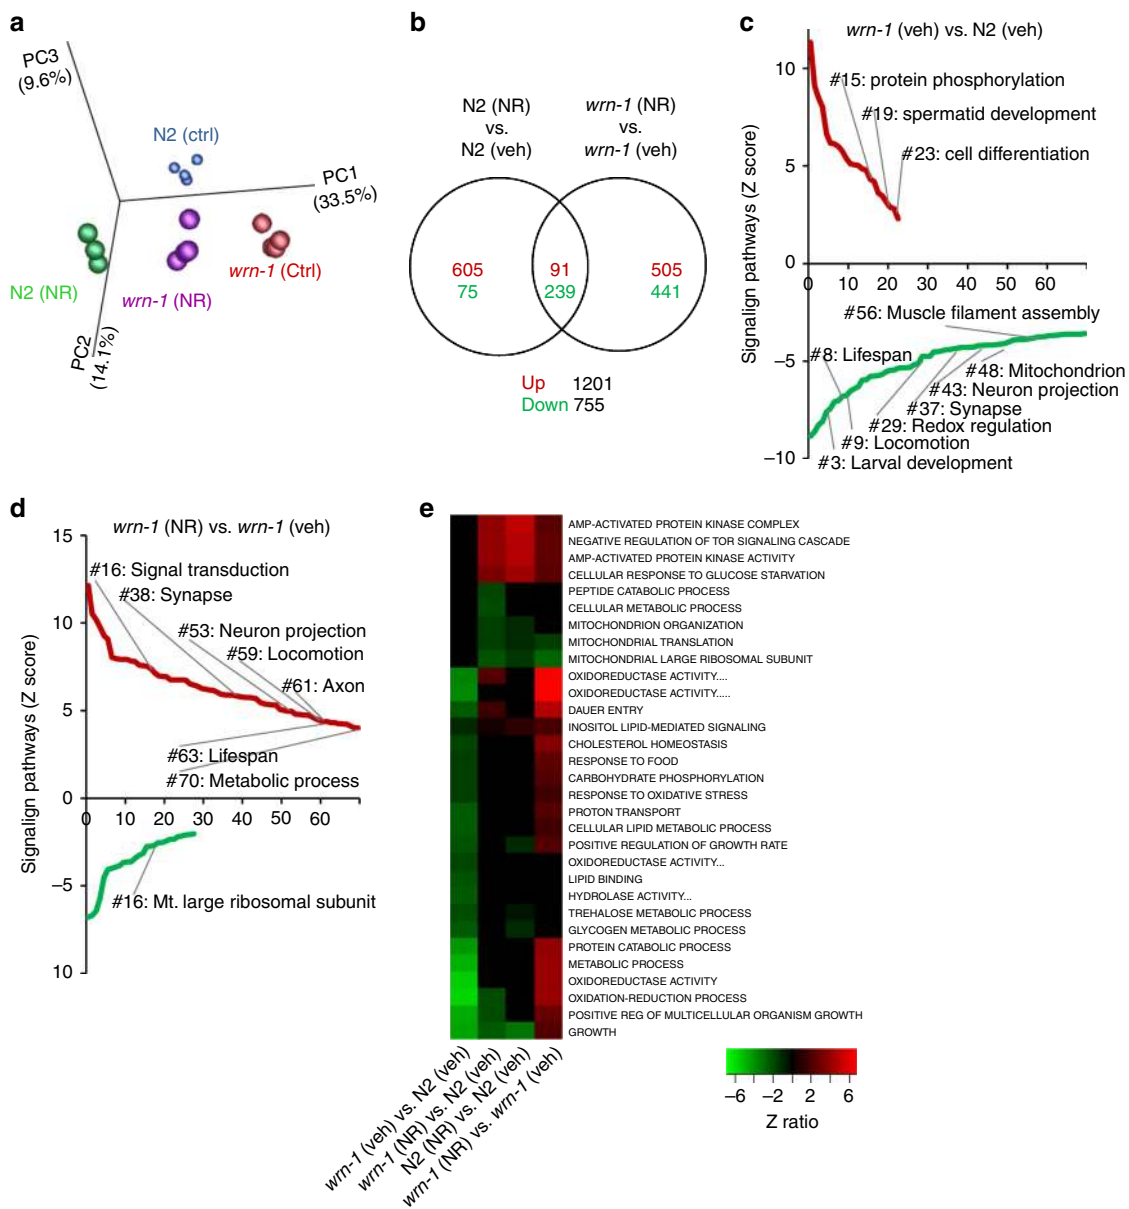 a
PC3
(9.6%)
N2 (ctrl)
PC1
(33.5%)
wrn-1 (Ctrl)
N2 (NR)
wrn-1 (NR)
PC2
(14.1%)
b
N2 (NR)
vs.
N2 (veh)
wrn-1 (NR)
vs.
wrn-1 (veh)
605 91 505
75 239 441
Up 1201
Down 755
c
wrn-1 (veh) vs. N2 (veh)
Signalign pathways (Z score)
10
5
0
−5
−10
0 10 20 30 40 50 60
#15: protein phosphorylation
#19: spermatid development
#23: cell differentiation
#56: Muscle filament assembly
#8: Lifespan
#48: Mitochondrion
#43: Neuron projection
#37: Synapse
#29: Redox regulation
#9: Locomotion
#3: Larval development
d
wrn-1 (NR) vs. wrn-1 (veh)
Signalign pathways (Z score)
15
10
5
0
−5
10
0 10 20 30 40 50 60
#16: Signal transduction
#38: Synapse
#53: Neuron projection
#59: Locomotion
#61: Axon
#63: Lifespan
#70: Metabolic process
#16: Mt. large ribosomal subunit
e
AMP-ACTIVATED PROTEIN KINASE COMPLEX
NEGATIVE REGULATION OF TOR SIGNALING CASCADE
AMP-ACTIVATED PROTEIN KINASE ACTIVITY
CELLULAR RESPONSE TO GLUCOSE STARVATION
PEPTIDE CATABOLIC PROCESS
CELLULAR METABOLIC PROCESS
MITOCHONDRION ORGANIZATION
MITOCHONDRIAL TRANSLATION
MITOCHONDRIAL LARGE RIBOSOMAL SUBUNIT
OXIDOREDUCTASE ACTIVITY....
OXIDOREDUCTASE ACTIVITY.....
DAUER ENTRY
INOSITOL LIPID-MEDIATED SIGNALING
CHOLESTEROL HOMEOSTASIS
RESPONSE TO FOOD
CARBOHYDRATE PHOSPHORYLATION
RESPONSE TO OXIDATIVE STRESS
PROTON TRANSPORT
CELLULAR LIPID METABOLIC PROCESS
POSITIVE REGULATION OF GROWTH RATE
OXIDOREDUCTASE ACTIVITY...
LIPID BINDING
HYDROLASE ACTIVITY...
TREHALOSE METABOLIC PROCESS
GLYCOGEN METABOLIC PROCESS
PROTEIN CATABOLIC PROCESS
METABOLIC PROCESS
OXIDOREDUCTASE ACTIVITY
OXIDATION-REDUCTION PROCESS
POSITIVE REG OF MULTICELLULAR ORGANISM GROWTH
GROWTH
wrn-1 (veh) vs. N2 (veh)
wrn-1 (NR) vs. N2 (veh)
N2 (NR) vs. N2 (veh)
wrn-1 (NR) vs. wrn-1 (veh)
−6 −2 2 6
Z ratio